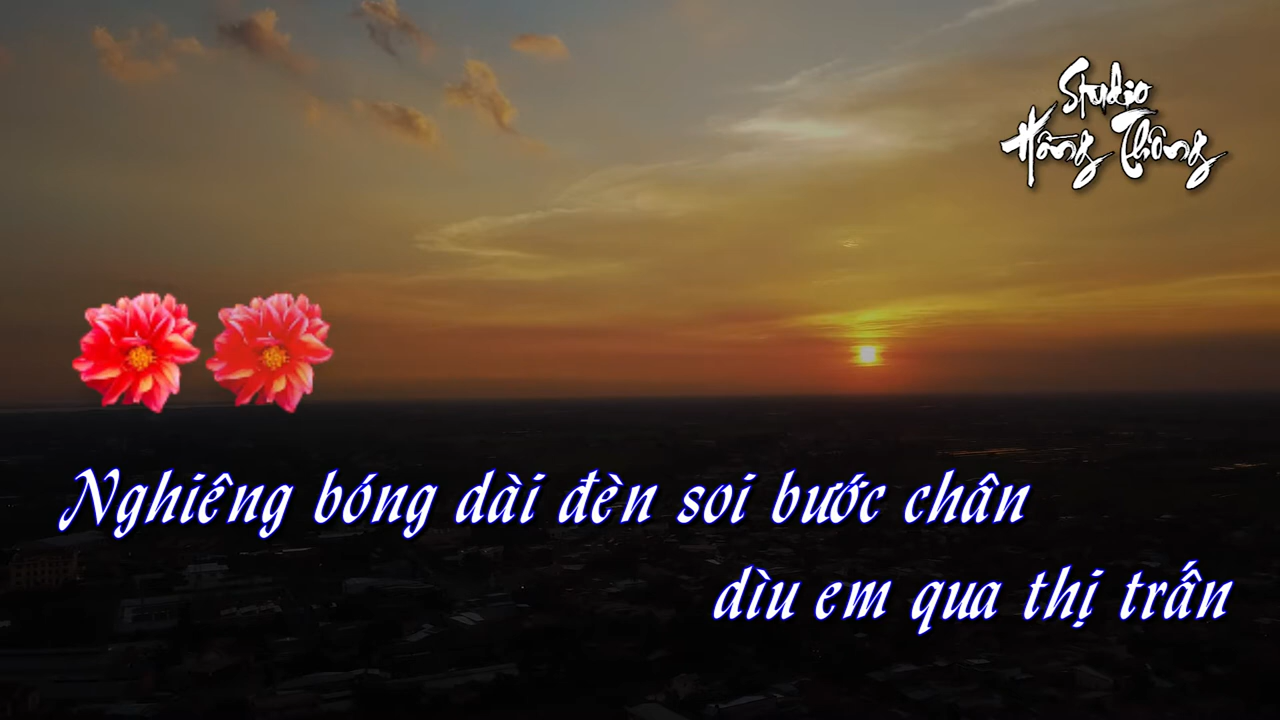 Studio
Hồng Thông
Nghiêng bóng dài đèn soi bước chân
dìu em qua thị trấn